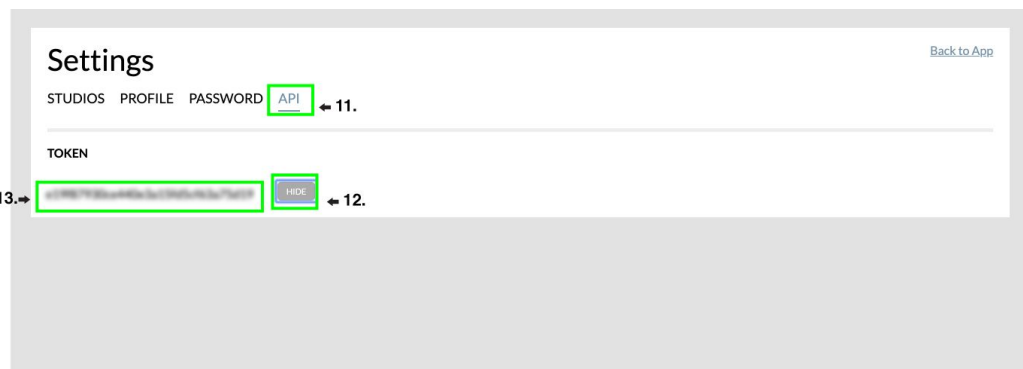 Settings
Back to App
STUDIOS PROFILE PASSWORD API
11.
TOKEN
13.
HIDE
12.